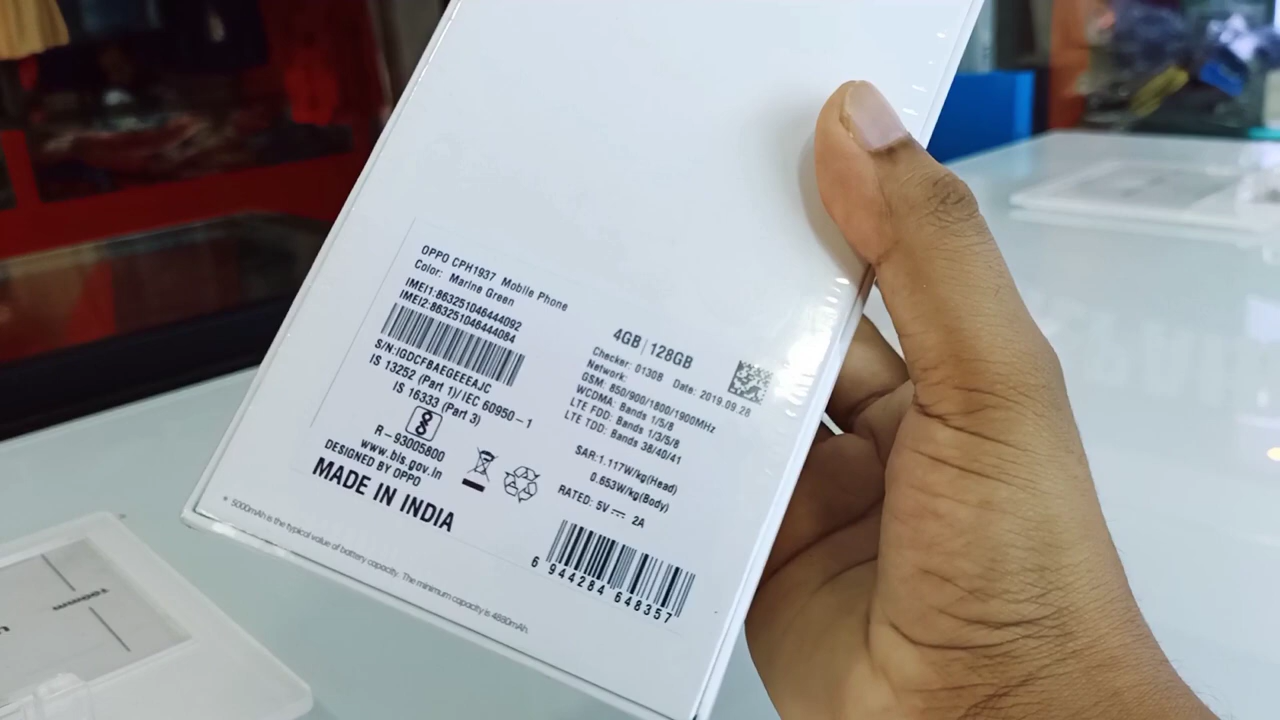 OPPO CPH1937 Mobile Phone
Color: Marine Green
IMEI1:863251046444092
IMEI2:863251046444084
S/N:IGDCFBAEGEEEAJC
IS 13252 (Part 1)/ IEC 60950-1
IS 16333 (Part 3)
R-93005800
www.bis.gov.in
DESIGNED BY OPPO
MADE IN INDIA
4GB | 128GB
Checker: 01308 Date: 2019.09.28
Network:
GSM: 850/900/1800/1900MHz
WCDMA: Bands 1/5/8
LTE FDD: Bands 1/3/5/8
LTE TDD: Bands 38/40/41
SAR:1.117W/kg(Head)
0.653W/kg(Body)
RATED: 5V⎓ 2A
6 944284 648357
* 5000mAh is the typical value of battery capacity. The minimum capacity is 4880mAh.